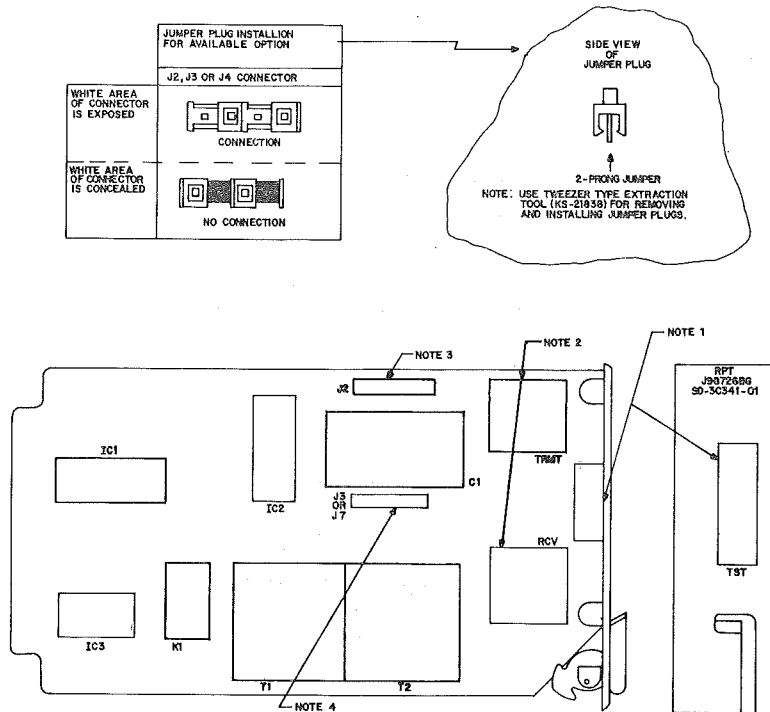 JUMPER PLUG INSTALLION
FOR AVAILABLE OPTION
J2, J3 OR J4 CONNECTOR
WHITE AREA
OF CONNECTOR
IS EXPOSED
CONNECTION
WHITE AREA
OF CONNECTOR
IS CONCEALED
NO CONNECTION
SIDE VIEW
OF
JUMPER PLUG
2-PRONG JUMPER
NOTE: USE TWEEZER TYPE EXTRACTION
TOOL (KS-21838) FOR REMOVING
AND INSTALLING JUMPER PLUGS.
NOTE 1
NOTE 2
NOTE 3
J2
RPT
J98726BG
SD-3C341-01
IC1
IC2
C1
TRMT
J3
OR
J7
RCV
TST
IC3
K1
T1
T2
NOTE 4